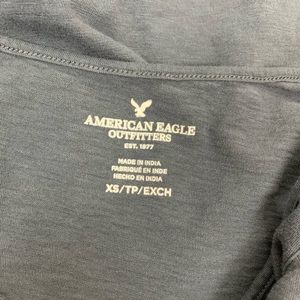 AMERICAN EAGLE
OUTFITTERS
EST. 1977
MADE IN INDIA
FABRIQUÉ EN INDE
HECHO EN INDIA
XS/TP/EXCH